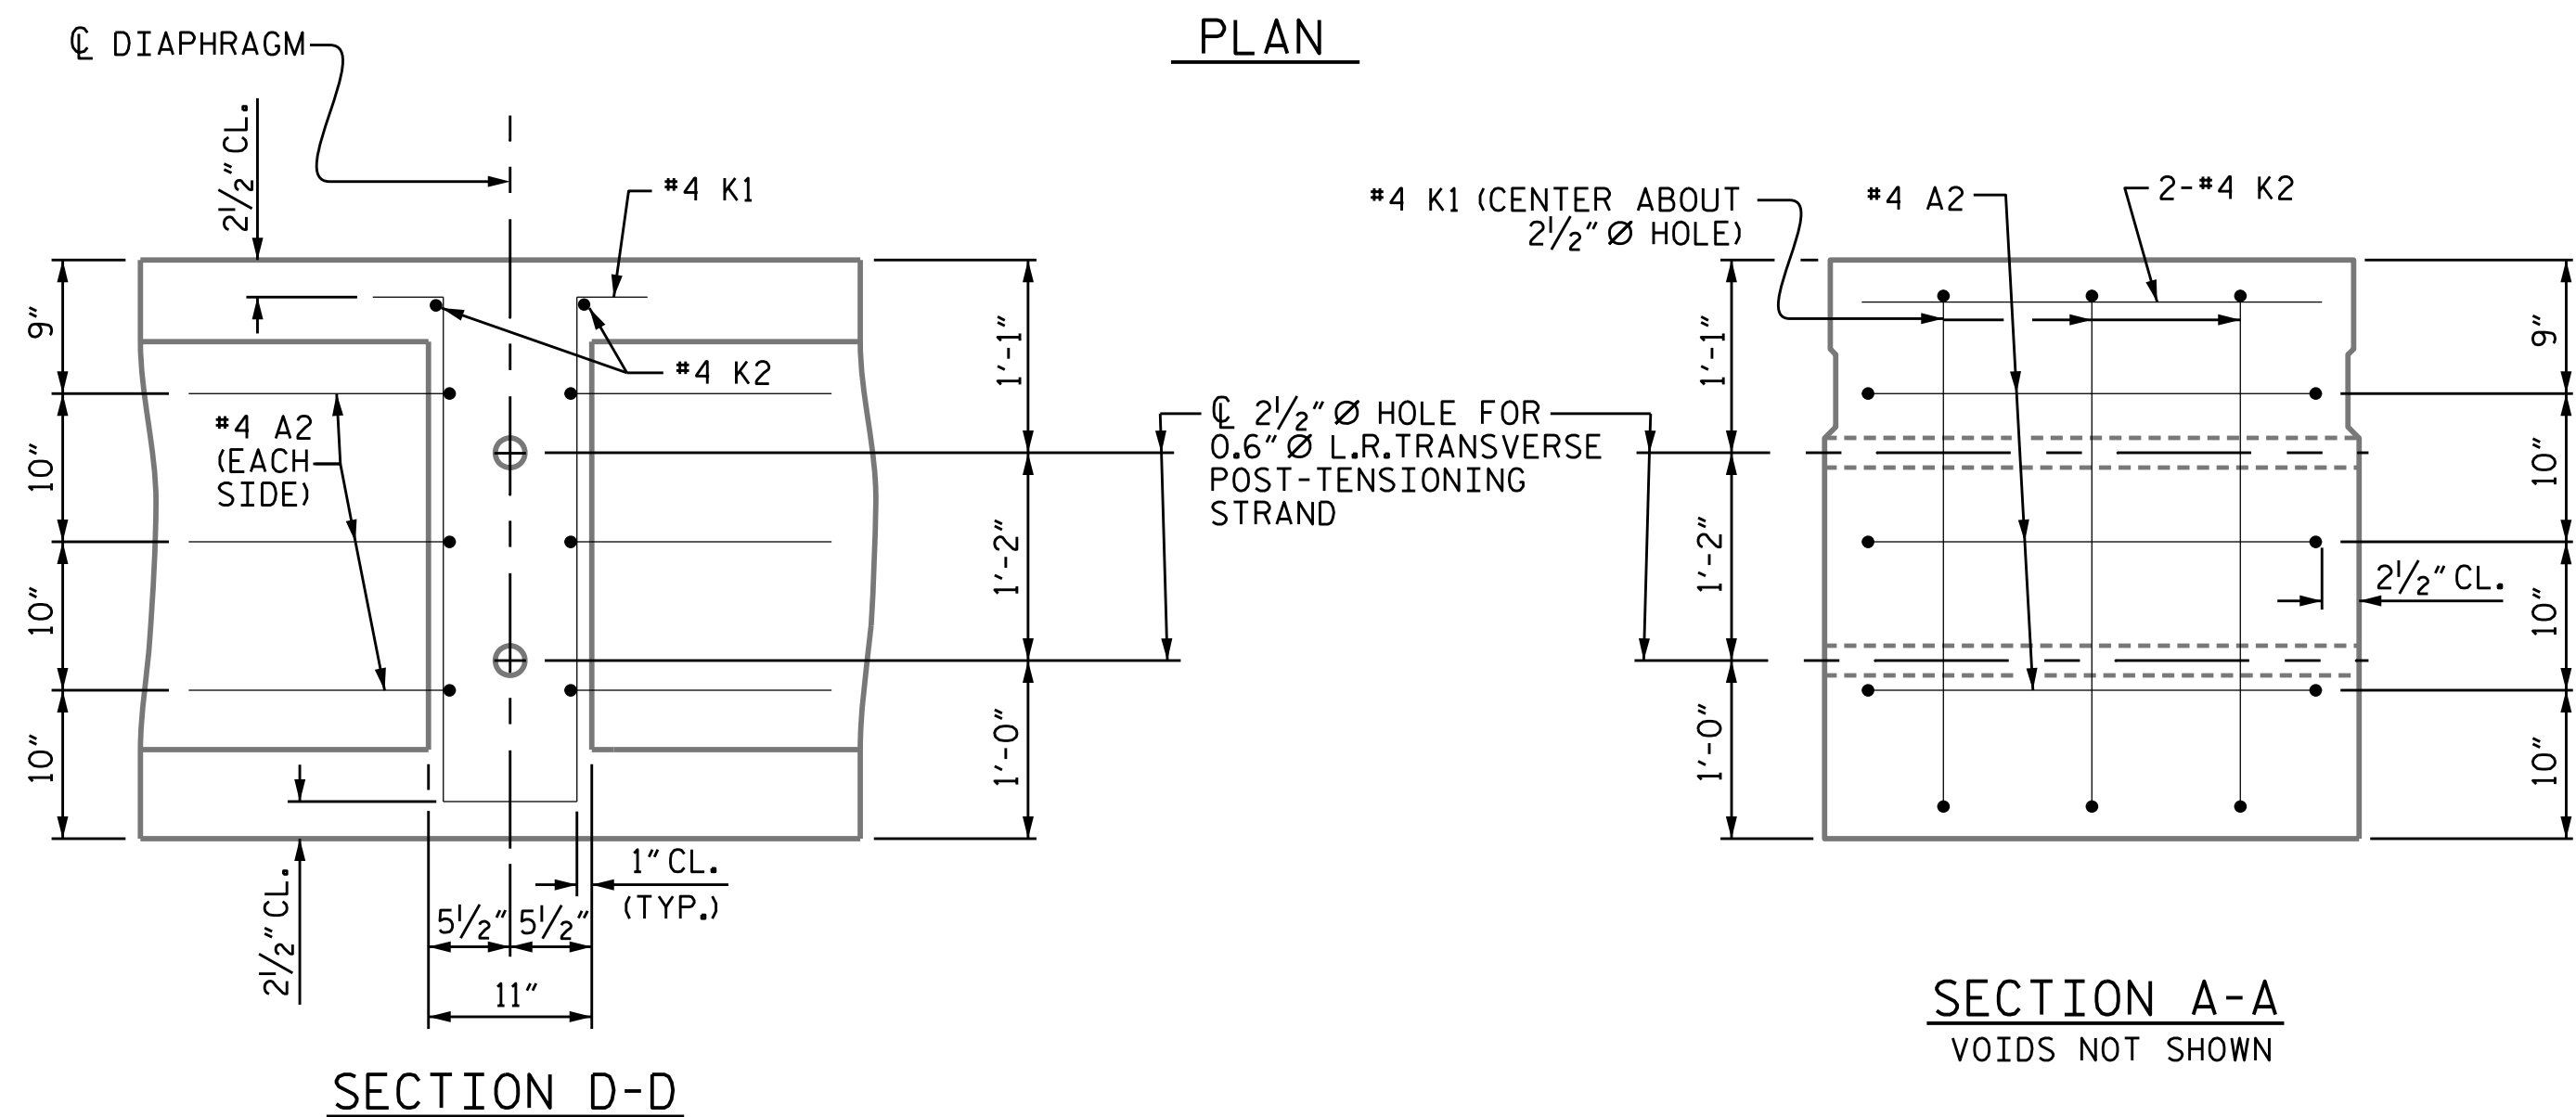 PLAN
℄ DIAPHRAGM
2½" CL.
#4 K1
#4 K2
9"
10"
10"
10"
#4 A2
(EACH
SIDE)
1'-1"
1'-2"
1'-0"
℄ 2½" Ø HOLE FOR
0.6" Ø L.R.TRANSVERSE
POST-TENSIONING
STRAND
2½" CL.
1" CL.
(TYP.)
5½" 5½"
11"
SECTION D-D
#4 K1 (CENTER ABOUT
2½" Ø HOLE)
#4 A2
2-#4 K2
1'-1"
1'-2"
1'-0"
9"
10"
10"
10"
2½" CL.
SECTION A-A
VOIDS NOT SHOWN